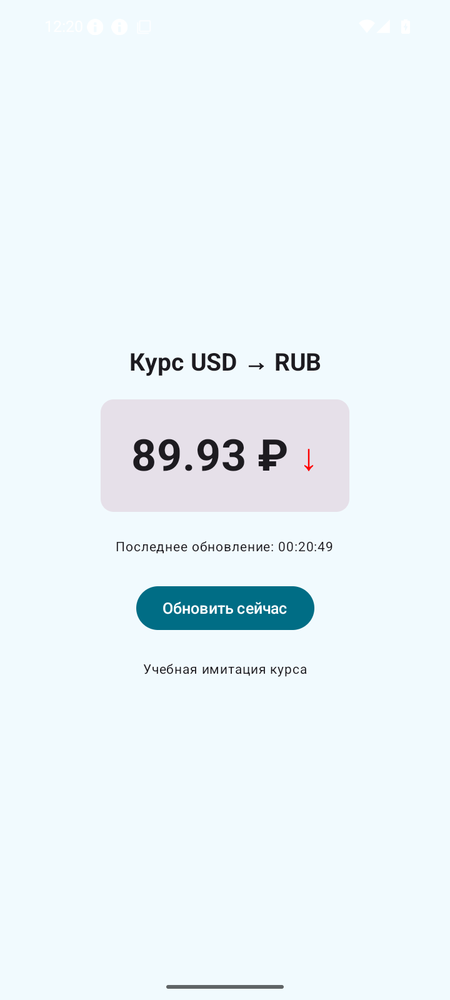 12:20
Курс USD → RUB
89.93 ₽ ↓
Последнее обновление: 00:20:49
Обновить сейчас
Учебная имитация курса